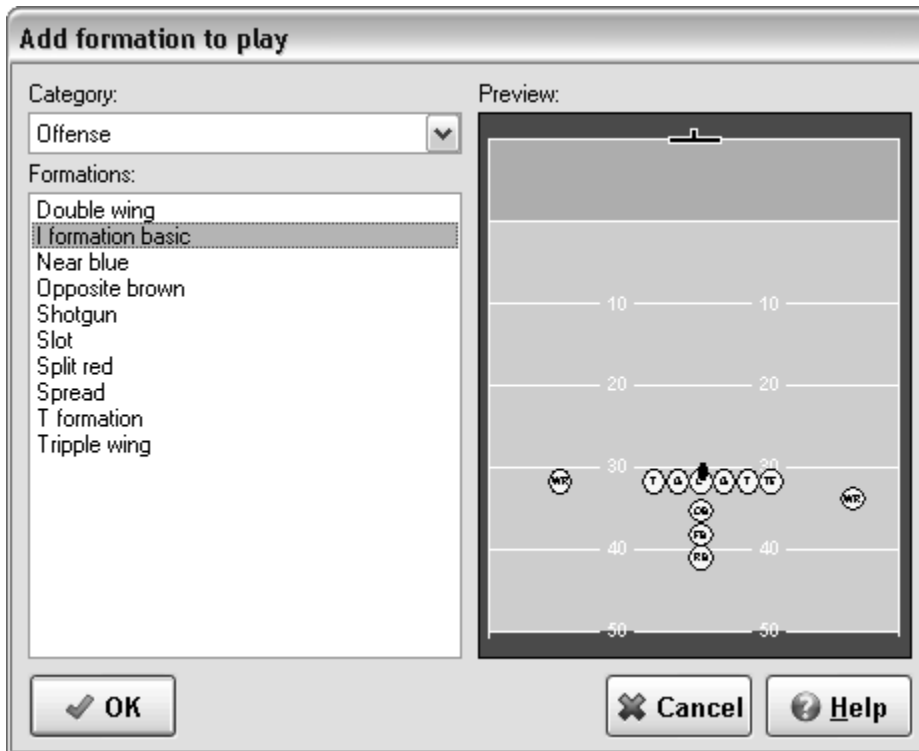 Add formation to play
Category:
Offense
Formations:
Double wing
I formation basic
Near blue
Opposite brown
Shotgun
Slot
Split red
Spread
T formation
Tripple wing
Preview:
10 10
20 20
30 30
WR T G G T TE
WR
FB
40 40
RB
50 50
OK
Cancel
Help